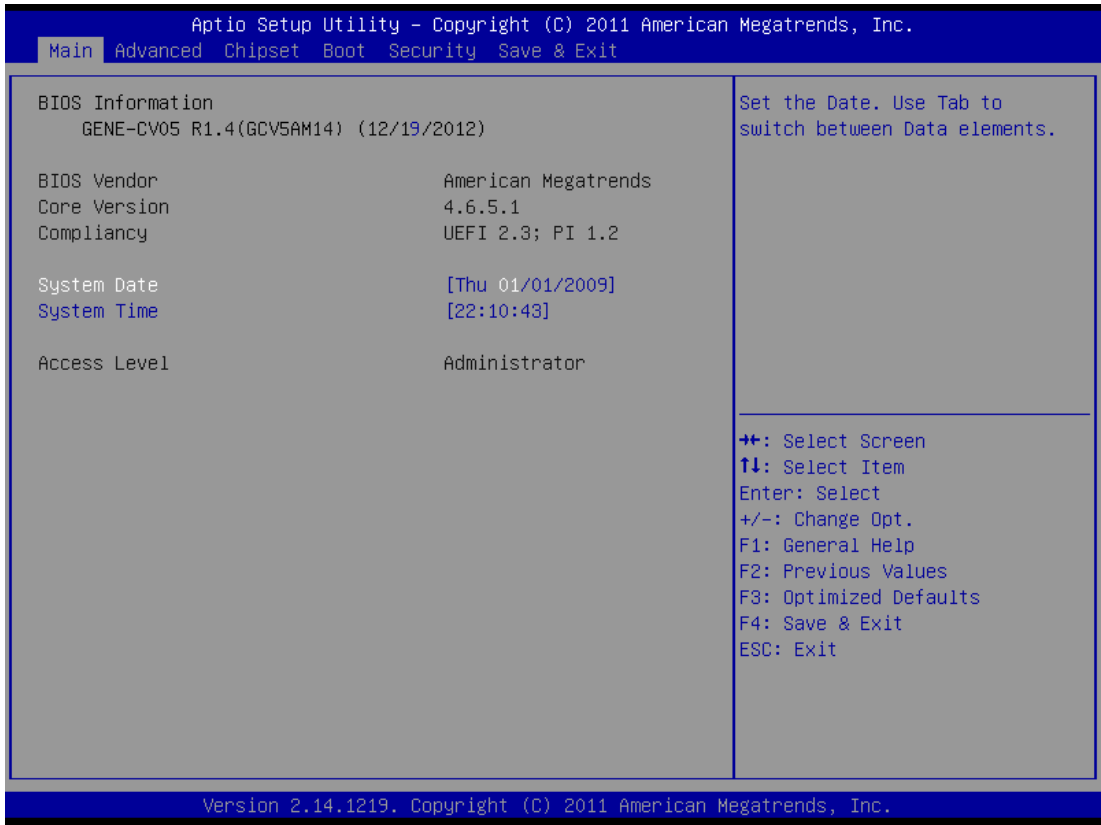 Aptio Setup Utility – Copyright (C) 2011 American Megatrends, Inc.
Main Advanced Chipset Boot Security Save & Exit
BIOS Information
GENE-CV05 R1.4(GCV5AM14) (12/19/2012)
BIOS Vendor American Megatrends
Core Version 4.6.5.1
Compliancy UEFI 2.3; PI 1.2
System Date [Thu 01/01/2009]
System Time [22:10:43]
Access Level Administrator
Set the Date. Use Tab to
switch between Data elements.
→←: Select Screen
↑↓: Select Item
Enter: Select
+/-: Change Opt.
F1: General Help
F2: Previous Values
F3: Optimized Defaults
F4: Save & Exit
ESC: Exit
Version 2.14.1219. Copyright (C) 2011 American Megatrends, Inc.